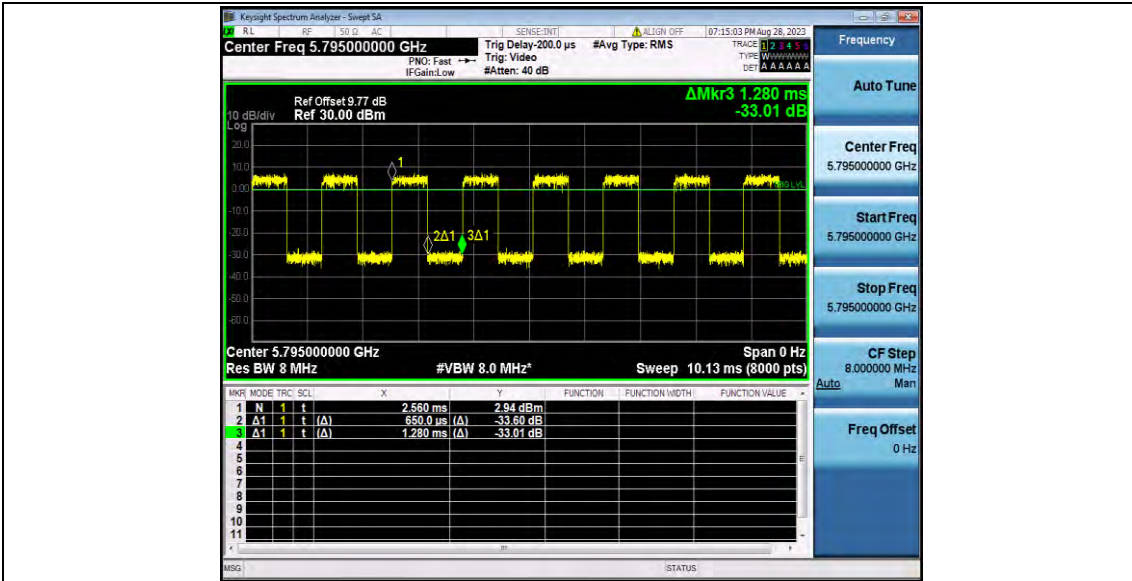 Keysight Spectrum Analyzer - Swept SA
RL RF 50 Ω AC SENSE:INT ALIGN OFF 07:15:03 PM Aug 28, 2023
Center Freq 5.795000000 GHz
PNO: Fast
IFGain:Low
Trig Delay-200.0 µs
Trig: Video
#Atten: 40 dB
#Avg Type: RMS
TRACE 1 2 3 4 5 6
TYPE WWWWWW
DET A A A A A A
Frequency
Auto Tune
Center Freq
5.795000000 GHz
Start Freq
5.795000000 GHz
Stop Freq
5.795000000 GHz
CF Step
8.000000 MHz
Auto Man
Freq Offset
0 Hz
ΔMkr3 1.280 ms
-33.01 dB
Ref Offset 9.77 dB
10 dB/div Ref 30.00 dBm
Log
20.0
10.0
0.00
-10.0
-20.0
-30.0
-40.0
-50.0
-60.0
1
2Δ1
3Δ1
TRIG LVL
Center 5.795000000 GHz Span 0 Hz
Res BW 8 MHz #VBW 8.0 MHz* Sweep 10.13 ms (8000 pts)
MKR MODE TRC SCL X Y FUNCTION FUNCTION WIDTH FUNCTION VALUE
1 N 1 t 2.560 ms 2.94 dBm
2 Δ1 1 t (Δ) 650.0 µs (Δ) -33.60 dB
3 Δ1 1 t (Δ) 1.280 ms (Δ) -33.01 dB
4
5
6
7
8
9
10
11
MSG STATUS